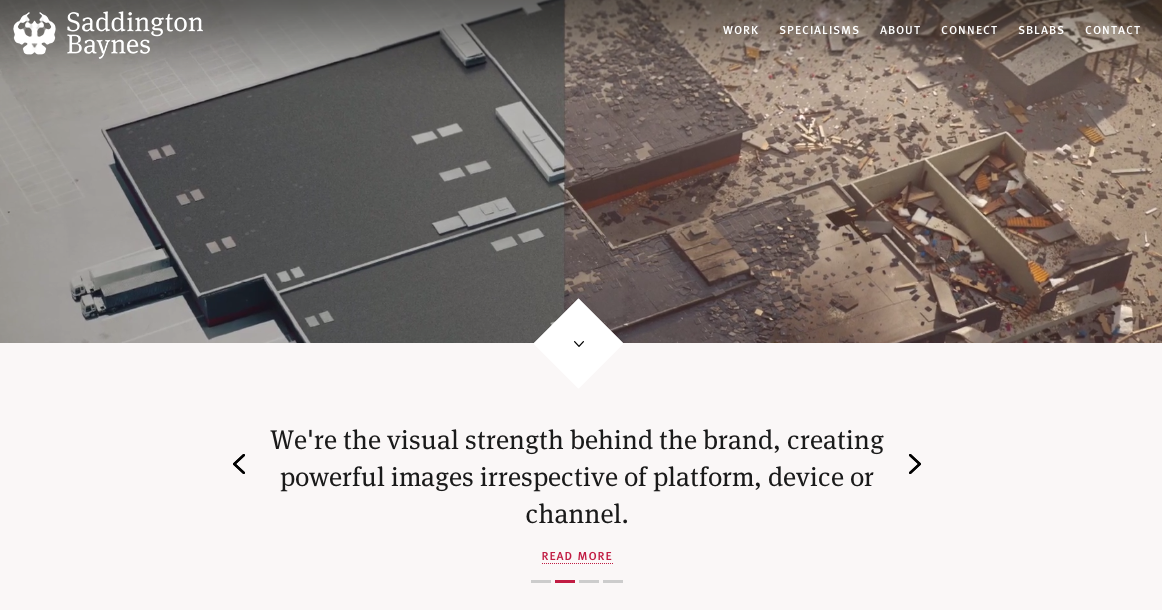 Saddington
Baynes
WORK SPECIALISMS ABOUT CONNECT SBLABS CONTACT
We're the visual strength behind the brand, creating
powerful images irrespective of platform, device or
channel.
READ MORE